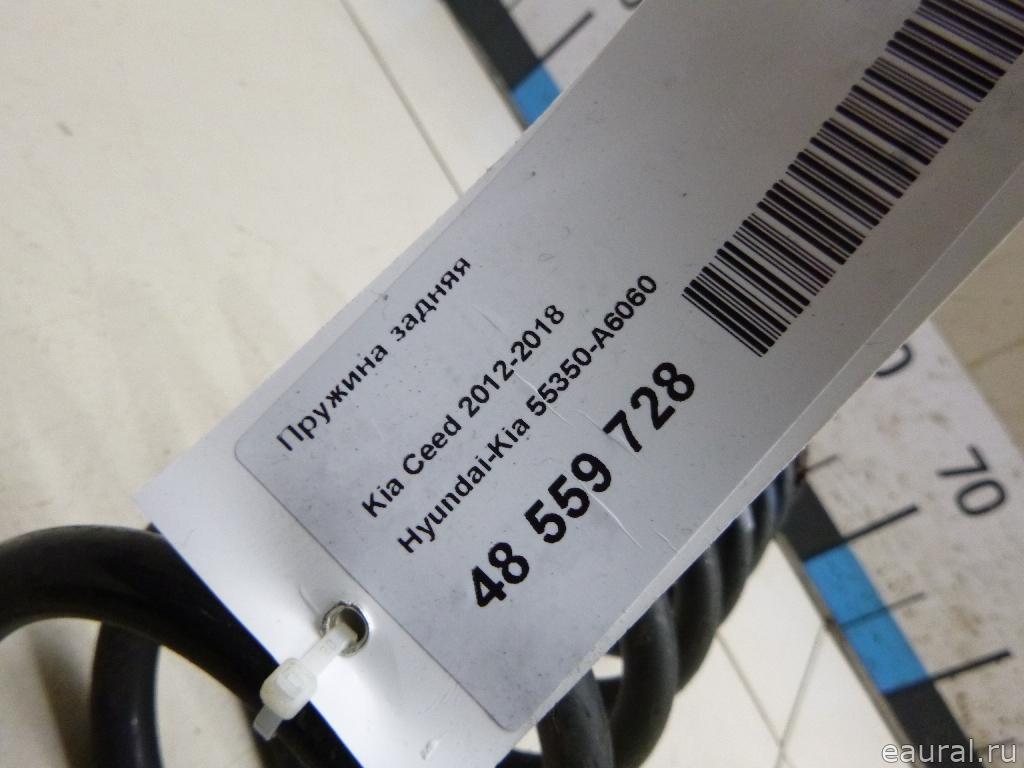 Пружина задняя
Kia Ceed 2012-2018
Hyundai-Kia 55350-A6060
48 559 728
70
eaural.ru